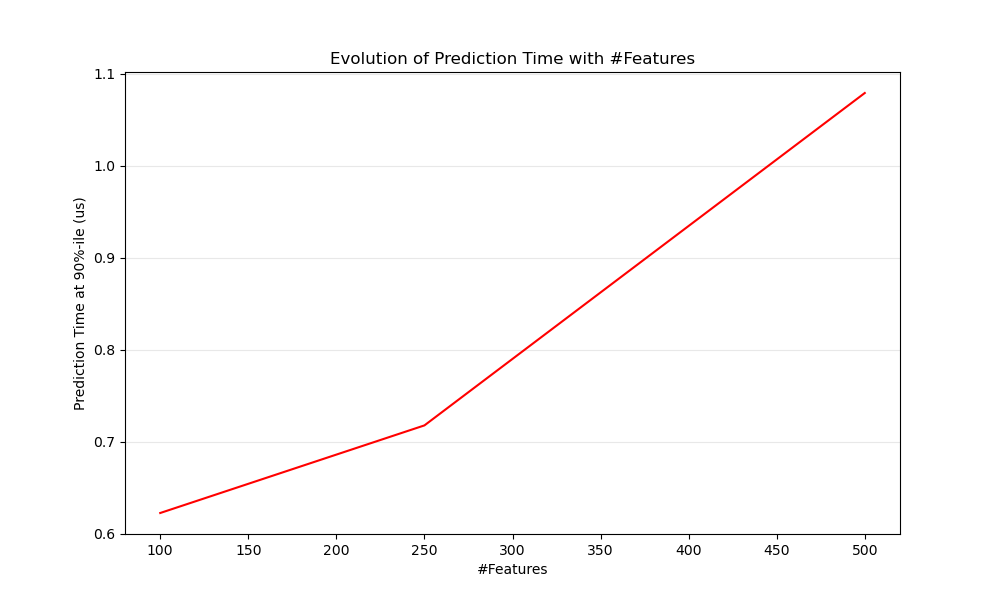 Evolution of Prediction Time with #Features
Prediction Time at 90%-ile (us)
1.1
1.0
0.9
0.8
0.7
0.6
100 150 200 250 300 350 400 450 500
#Features